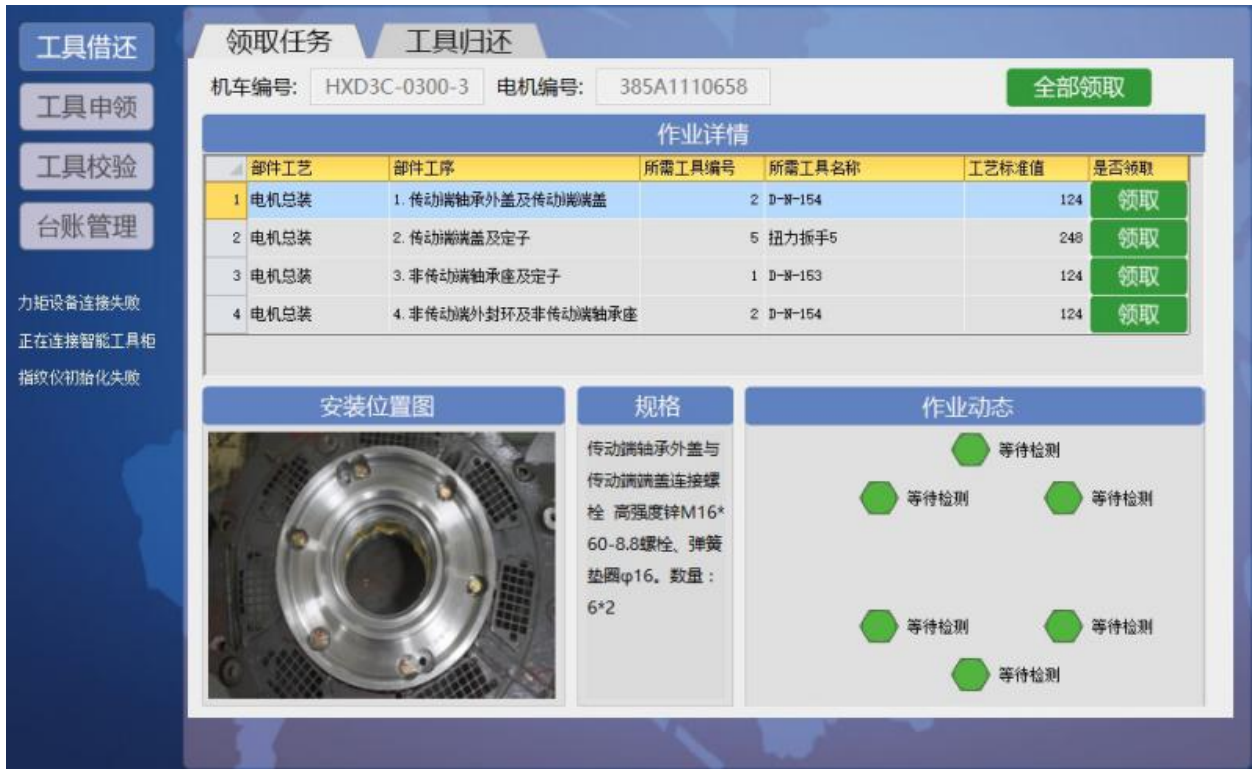 工具借还
工具申领
工具校验
台账管理
力矩设备连接失败
正在连接智能工具柜
指纹仪初始化失败
领取任务 工具归还
机车编号: HXD3C-0300-3 电机编号: 385A1110658 全部领取
作业详情
部件工艺 部件工序 所需工具编号 所需工具名称 工艺标准值 是否领取
1 电机总装 1.传动端轴承外盖及传动端端盖 2 D-N-154 124 领取
2 电机总装 2.传动端端盖及定子 5 扭力扳手5 248 领取
3 电机总装 3.非传动端轴承座及定子 1 D-N-153 124 领取
4 电机总装 4.非传动端外封环及非传动端轴承座 2 D-N-154 124 领取
安装位置图 规格 作业动态
传动端轴承外盖与
传动端端盖连接螺
栓 高强度锌M16*
60-8.8螺栓、弹簧
垫圈φ16。数量：
6*2
等待检测
等待检测 等待检测
等待检测 等待检测
等待检测